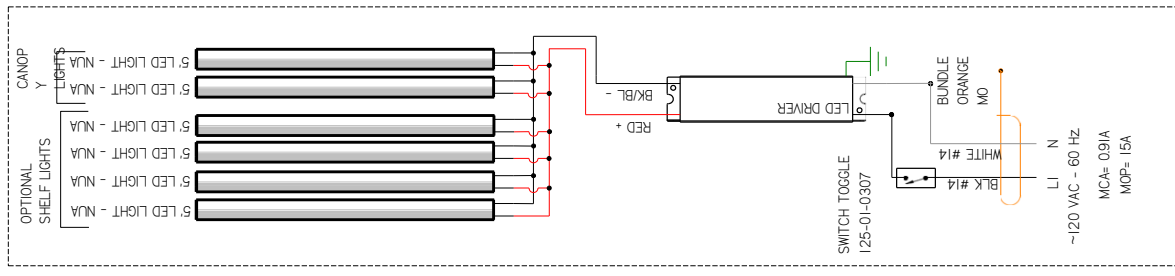 CANOP
Y
LIGHTS
5' LED LIGHT - NUA
5' LED LIGHT - NUA
OPTIONAL
SHELF LIGHTS
5' LED LIGHT - NUA
5' LED LIGHT - NUA
5' LED LIGHT - NUA
5' LED LIGHT - NUA
BK/BL -
RED +
LED DRIVER
SWITCH TOGGLE
125-01-0307
BUNDLE
ORANGE
MO
WHITE #14
BLK #14
N
L1
~120 VAC - 60 Hz
MCA= 0.91A
MOP= 15A